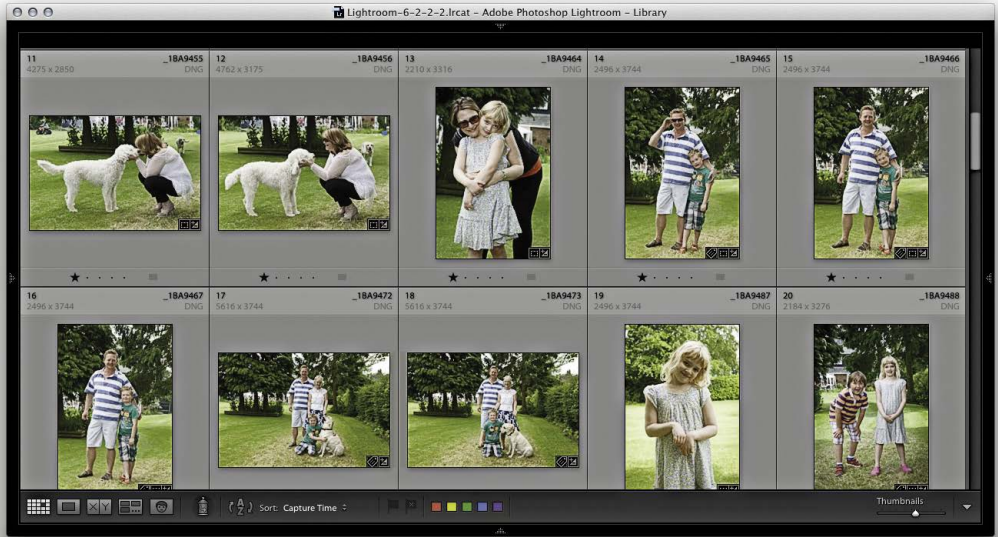 Lightroom-6-2-2-2.lrcat - Adobe Photoshop Lightroom - Library
11 _1BA9455
4275 x 2850 DNG
12 _1BA9456
4762 x 3175 DNG
13 _1BA9464
2210 x 3316 DNG
14 _1BA9465
2496 x 3744 DNG
15 _1BA9466
2496 x 3744 DNG
16 _1BA9467
2496 x 3744 DNG
17 _1BA9472
5616 x 3744 DNG
18 _1BA9473
5616 x 3744 DNG
19 _1BA9487
2496 x 3744 DNG
20 _1BA9488
2184 x 3276 DNG
XY
A
Z
Sort: Capture Time
Thumbnails